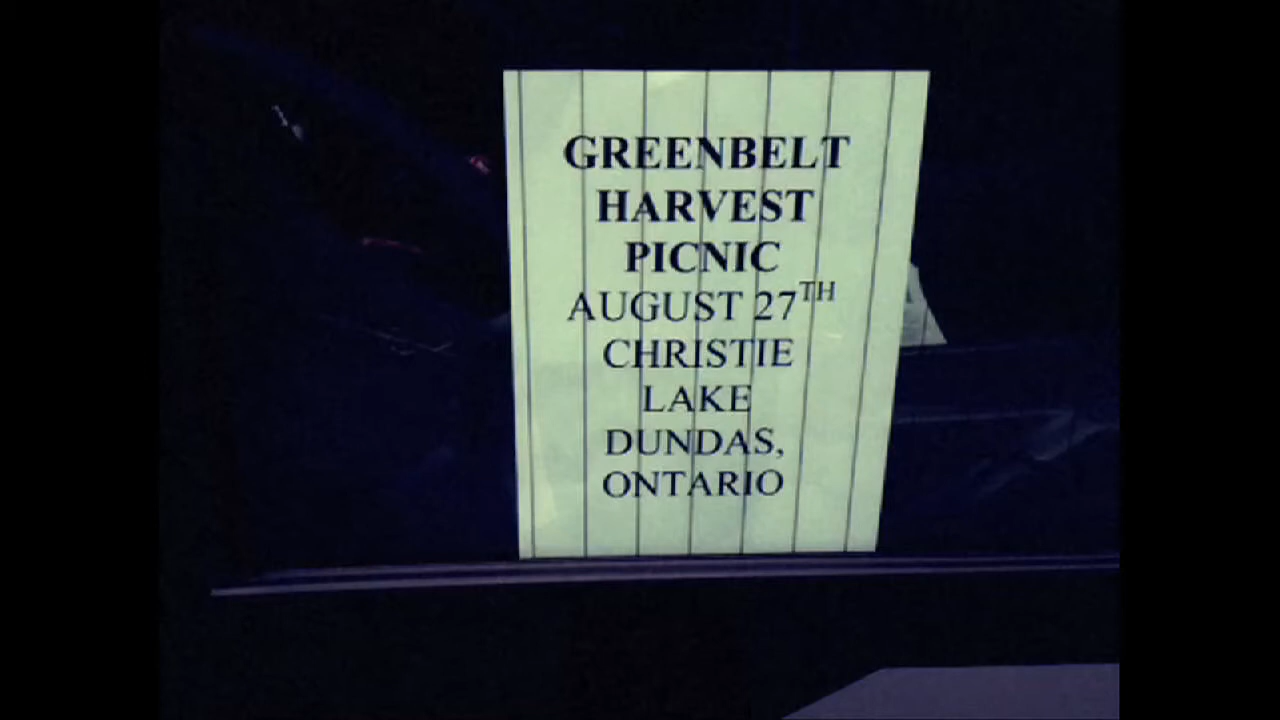 GREENBELT
HARVEST
PICNIC
AUGUST 27TH
CHRISTIE
LAKE
DUNDAS,
ONTARIO